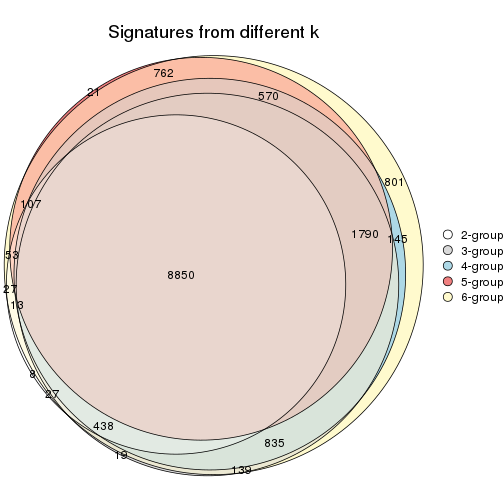 Signatures from different k
762
21
570
801
107
1790
145
53
8850
27
13
8
27
438
835
19
139
2-group
3-group
4-group
5-group
6-group